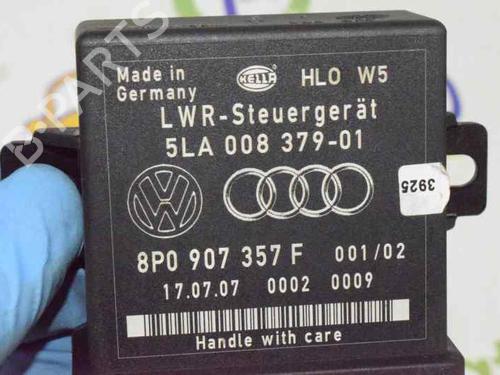 Made in
Germany
HELLA
HLO W5
LWR-Steuergerät
5LA 008 379-01
3925
8P0 907 357 F 001/02
17.07.07 0002 0009
Handle with care
B-PARTS